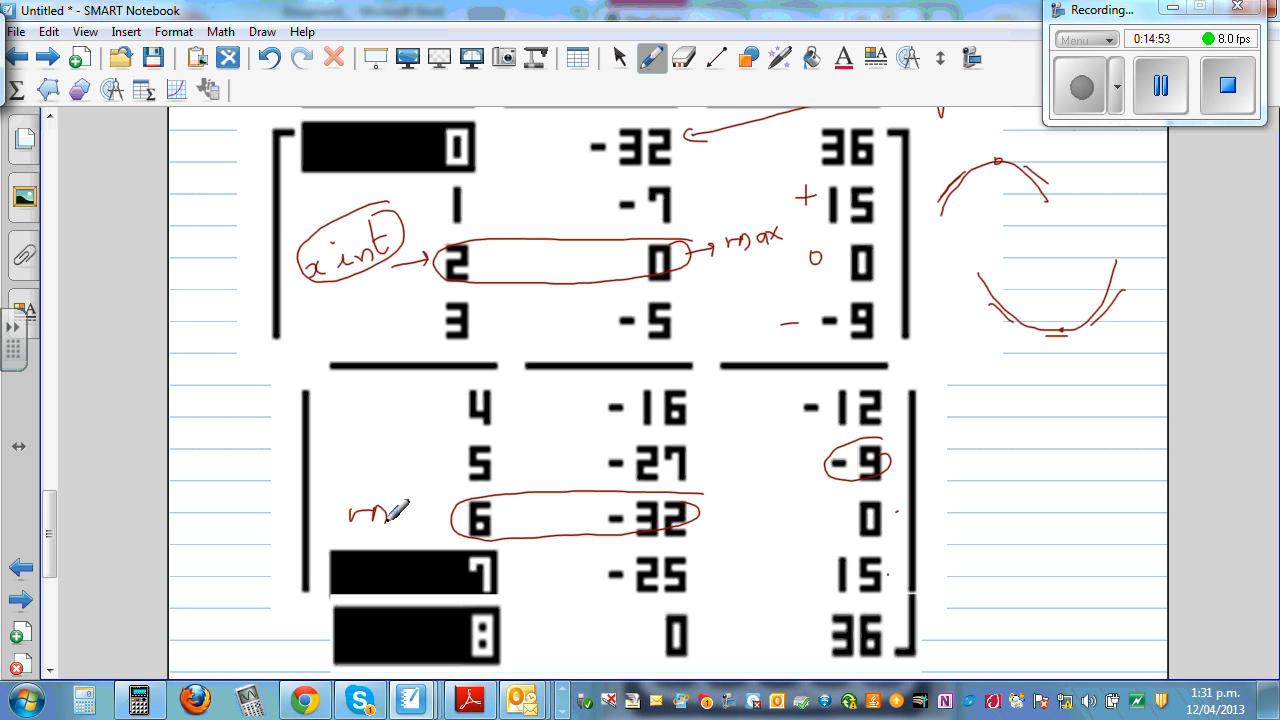 Untitled * - SMART Notebook
Recording...
File Edit View Insert Format Math Draw Help
Menu 0:14:53 8.0 fps
0 -32 36
1 -7 + 15
x int 2 0 max 0 0
3 -5 - -9
4 -16 -12
5 -27 -9
6 -32 0
7 -25 15
8 0 36
1:31 p.m.
12/04/2013